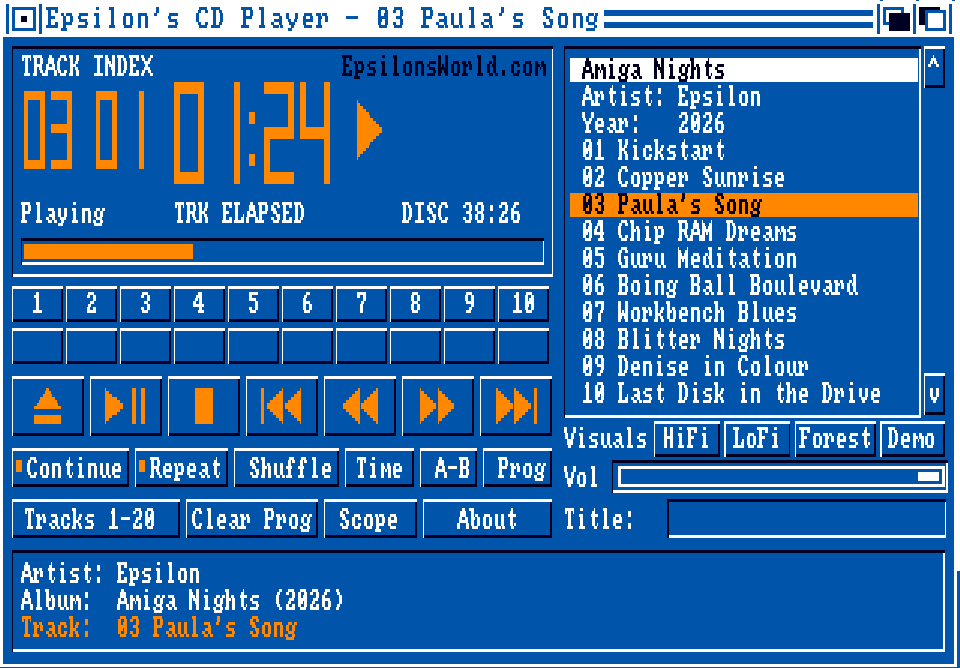 Epsilon's CD Player - 03 Paula's Song
TRACK INDEX
EpsilonsWorld.com
03 01 01:24
Playing TRK ELAPSED DISC 38:26
1 2 3 4 5 6 7 8 9 10
Continue Repeat Shuffle Time A-B Prog
Tracks 1-20 Clear Prog Scope About
Amiga Nights
Artist: Epsilon
Year: 2026
01 Kickstart
02 Copper Sunrise
03 Paula's Song
04 Chip RAM Dreams
05 Guru Meditation
06 Boing Ball Boulevard
07 Workbench Blues
08 Blitter Nights
09 Denise in Colour
10 Last Disk in the Drive
^
v
Visuals HiFi LoFi Forest Demo
Vol
Title:
Artist: Epsilon
Album: Amiga Nights (2026)
Track: 03 Paula's Song